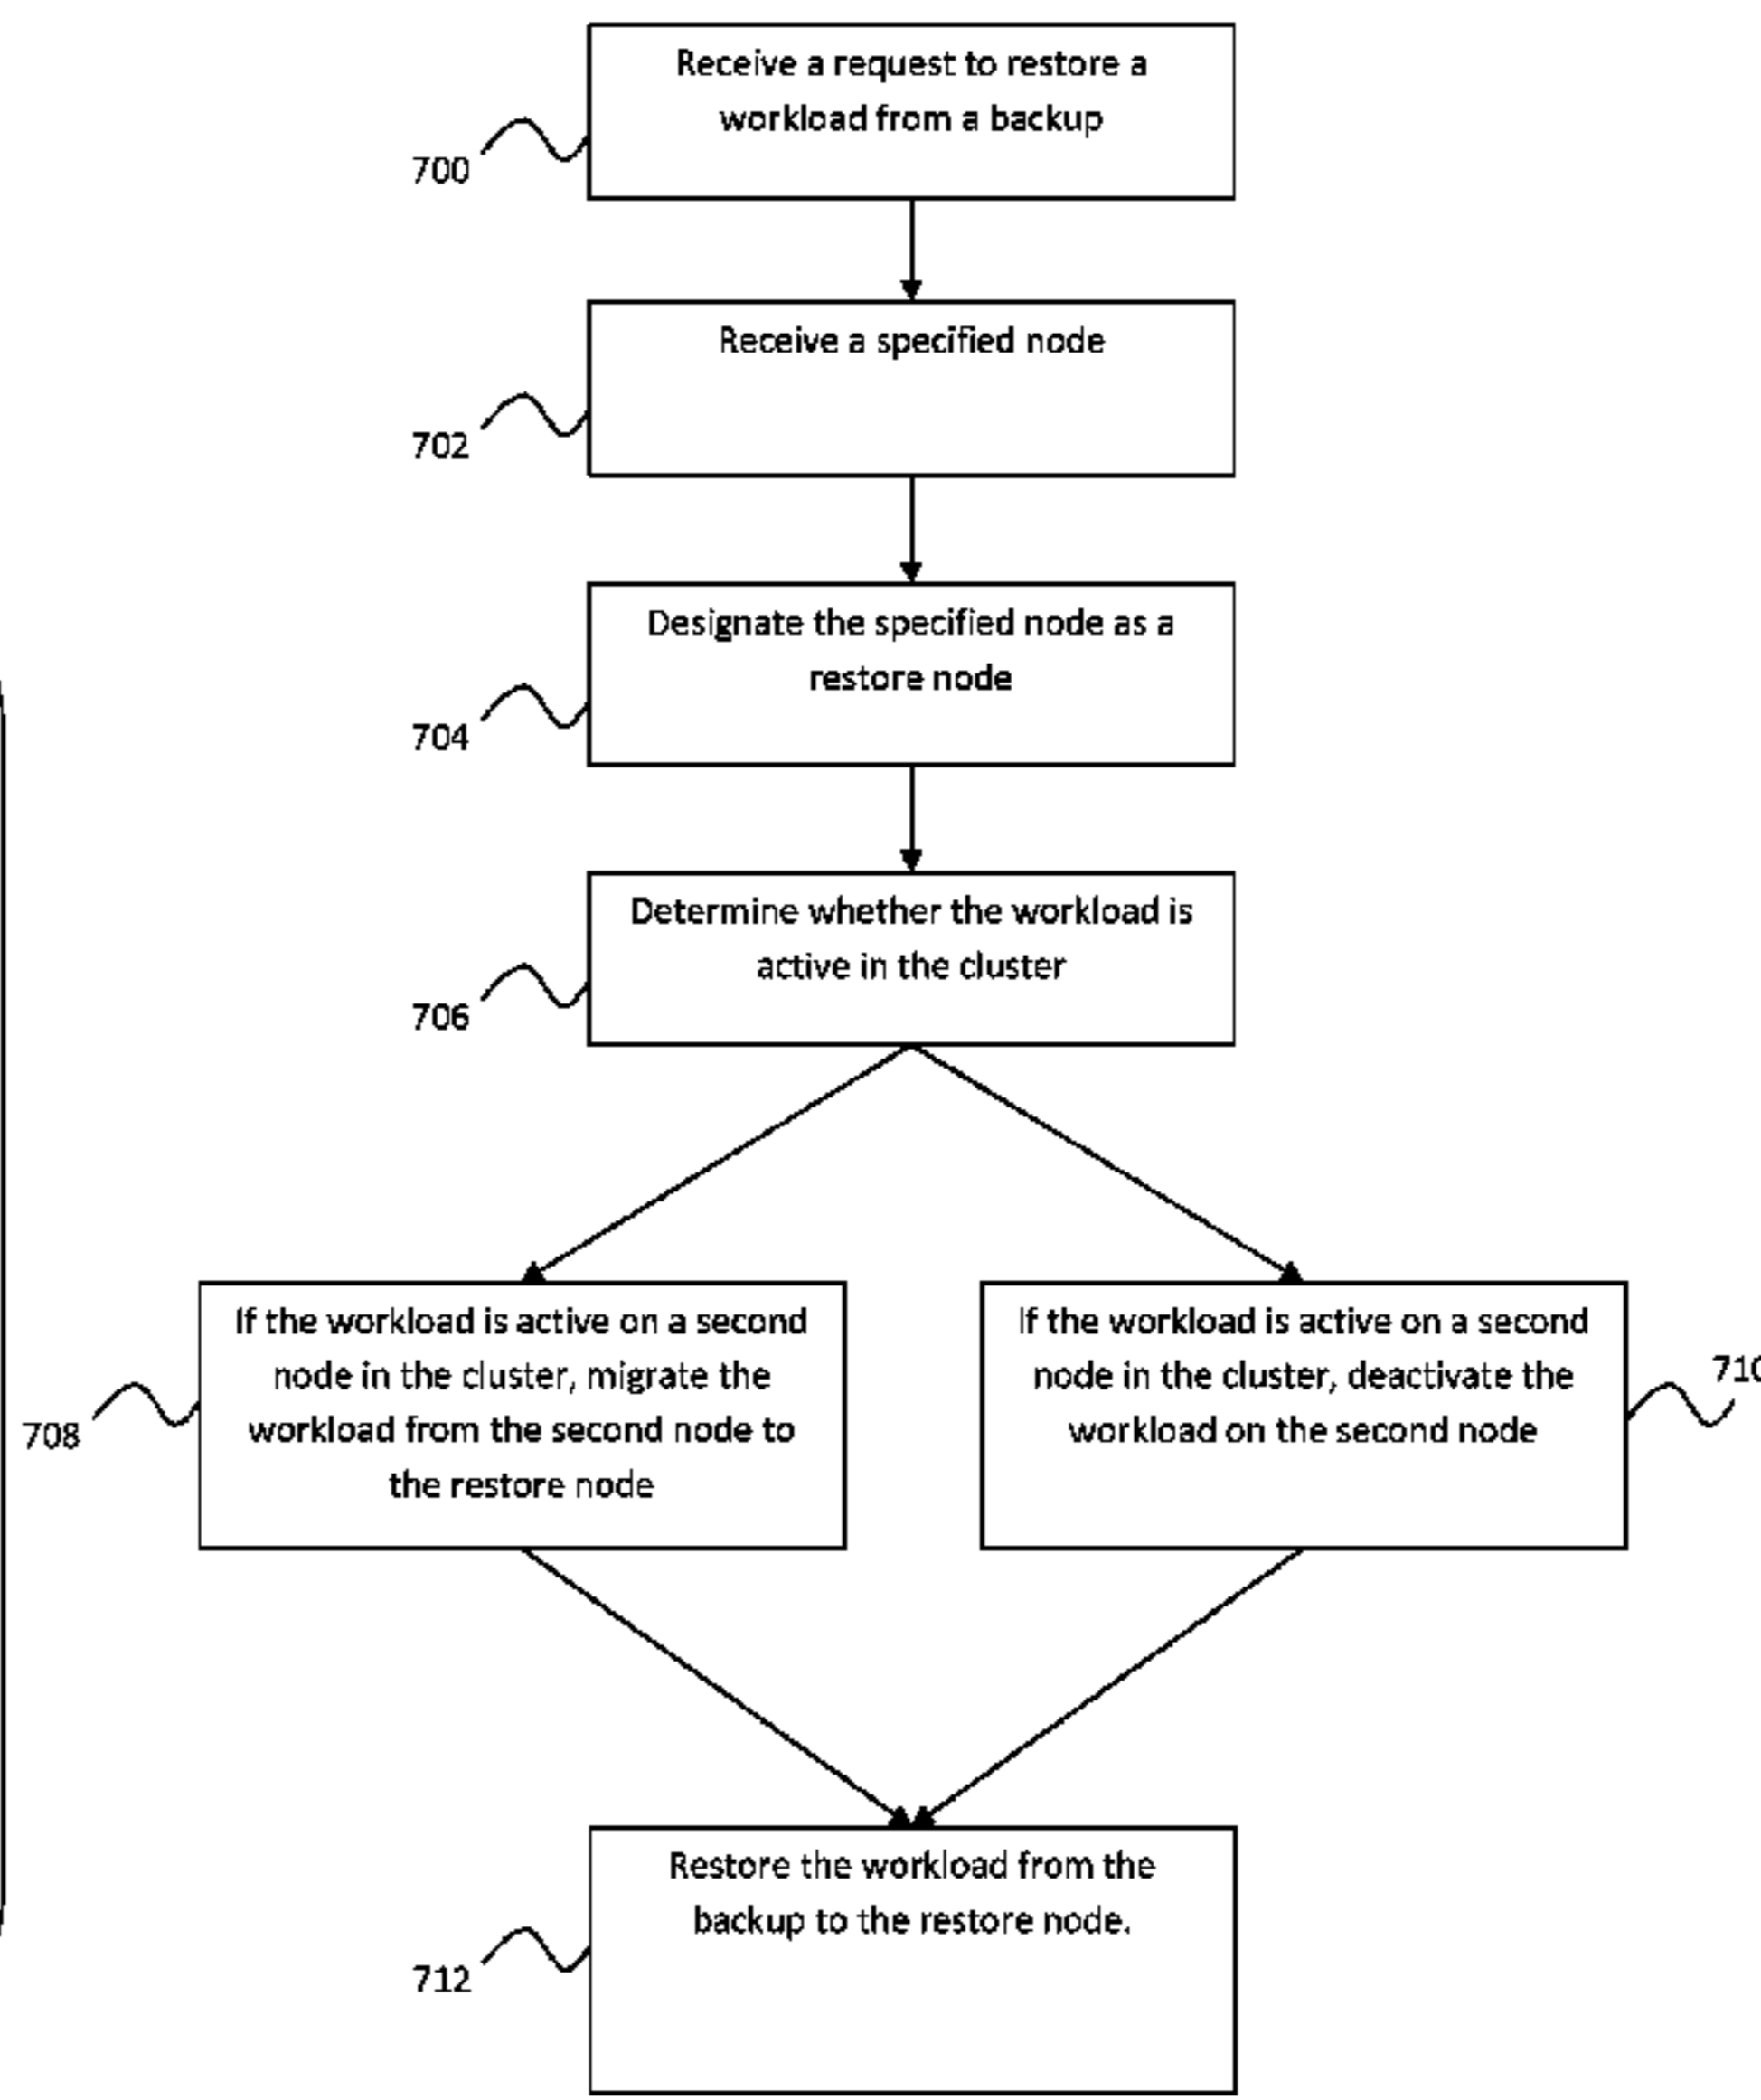 Receive a request to restore a
workload from a backup
700
Receive a specified node
702
Designate the specified node as a
restore node
704
Determine whether the workload is
active in the cluster
706
If the workload is active on a second
node in the cluster, migrate the
workload from the second node to
the restore node
708
If the workload is active on a second
node in the cluster, deactivate the
workload on the second node
710
Restore the workload from the
backup to the restore node.
712